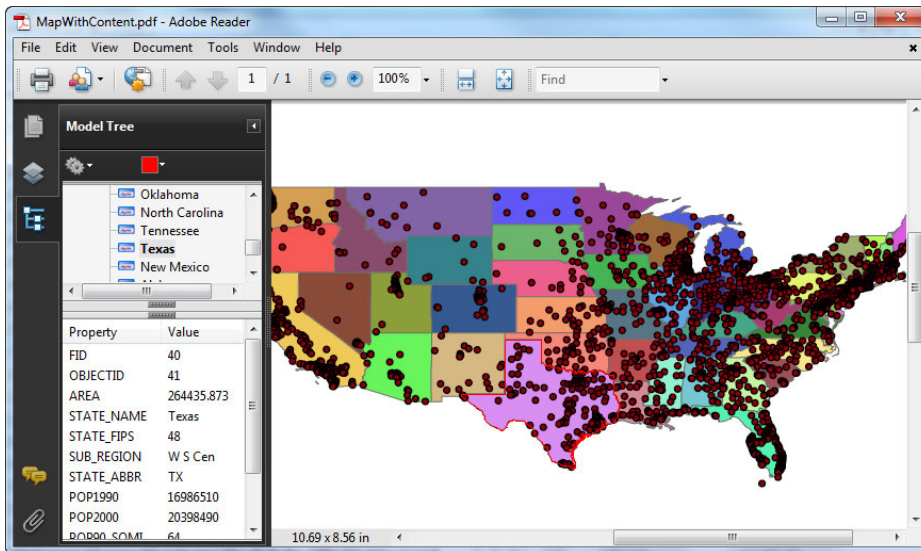 MapWithContent.pdf - Adobe Reader
File Edit View Document Tools Window Help
1 / 1 100% Find
Model Tree
Oklahoma
North Carolina
Tennessee
Texas
New Mexico
Property Value
FID 40
OBJECTID 41
AREA 264435.873
STATE_NAME Texas
STATE_FIPS 48
SUB_REGION W S Cen
STATE_ABBR TX
POP1990 16986510
POP2000 20398490
POP90_SQMI 64
10.69 x 8.56 in